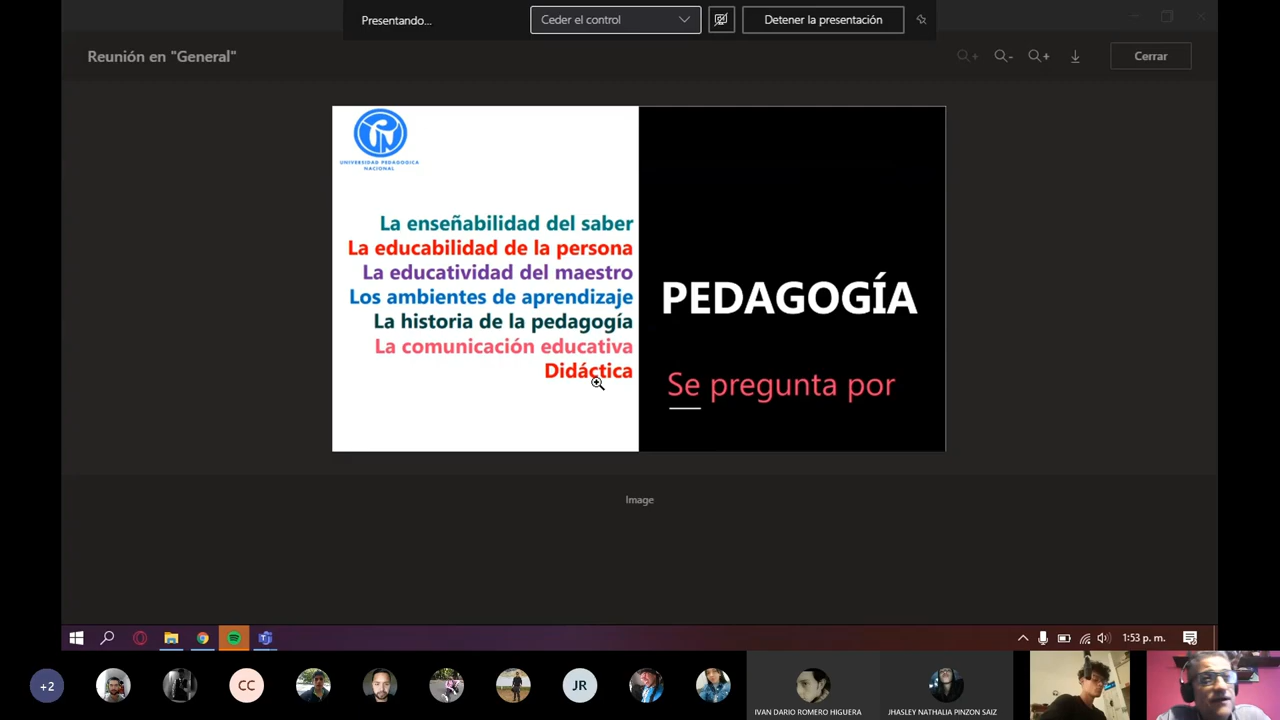 Presentando...
Ceder el control
Detener la presentación
Reunión en "General"
Cerrar
UNIVERSIDAD PEDAGOGICA
NACIONAL
La enseñabilidad del saber
La educabilidad de la persona
La educatividad del maestro
Los ambientes de aprendizaje
La historia de la pedagogía
La comunicación educativa
Didáctica
PEDAGOGÍA
Se pregunta por
Image
1:53 p. m.
+2
CC
JR
IVAN DARIO ROMERO HIGUERA
JHASLEY NATHALIA PINZON SAIZ